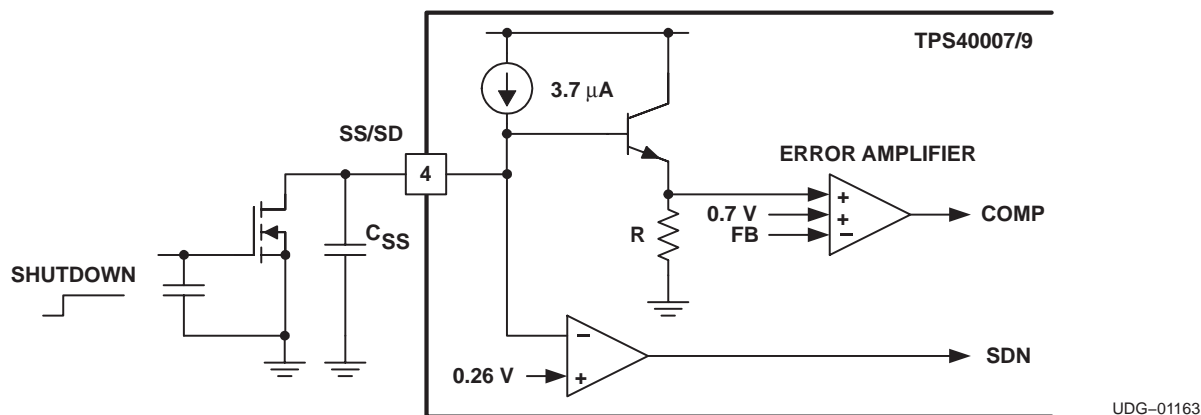 TPS40007/9
3.7 μA
SS/SD
4
ERROR AMPLIFIER
+
0.7 V
+
COMP
FB
−
R
CSS
SHUTDOWN
−
0.26 V
+
SDN
UDG–01163